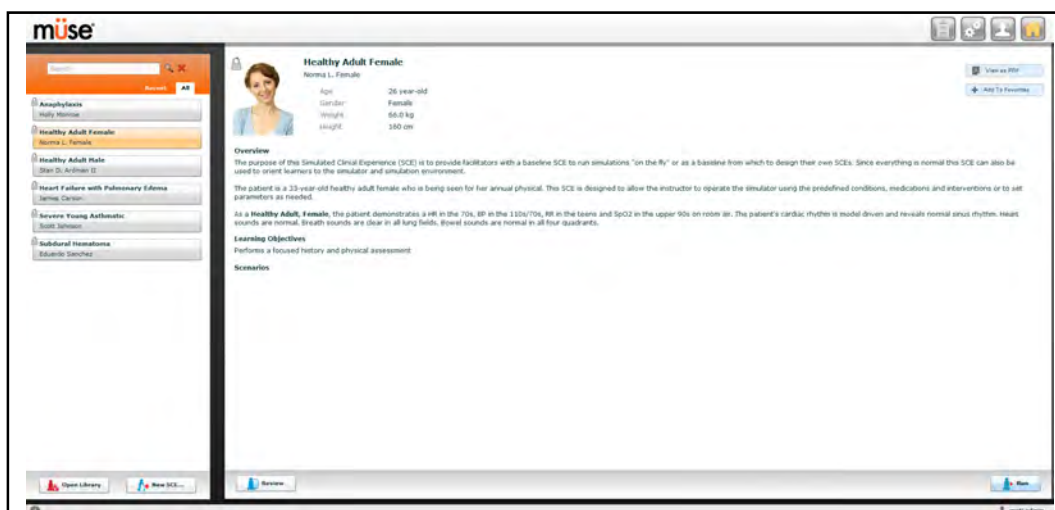 müse
Search
Recent All
Anaphylaxis
Holly Monroe
Healthy Adult Female
Norma L. Female
Healthy Adult Male
Stan D. Ardman II
Heart Failure with Pulmonary Edema
James Carson
Severe Young Asthmatic
Scott Johnson
Subdural Hematoma
Eduardo Sanchez
Open Library
New SCE...
Healthy Adult Female
Norma L. Female
Age 26 year-old
Gender Female
Weight 66.0 kg
Height 160 cm
View as PDF
Add To Favorites
Overview
The purpose of this Simulated Clinical Experience (SCE) is to provide facilitators with a baseline SCE to run simulations "on the fly" or as a baseline from which to design their own SCEs. Since everything is normal this SCE can also be
used to orient learners to the simulator and simulation environment.
The patient is a 33-year-old healthy adult female who is being seen for her annual physical. This SCE is designed to allow the instructor to operate the simulator using the predefined conditions, medications and interventions or to set
parameters as needed.
As a Healthy Adult, Female, the patient demonstrates a HR in the 70s, BP in the 110s/70s, RR in the teens and SpO2 in the upper 90s on room air. The patient's cardiac rhythm is model driven and reveals normal sinus rhythm. Heart
sounds are normal. Breath sounds are clear in all lung fields. Bowel sounds are normal in all four quadrants.
Learning Objectives
Performs a focused history and physical assessment
Scenarios
Review
Run